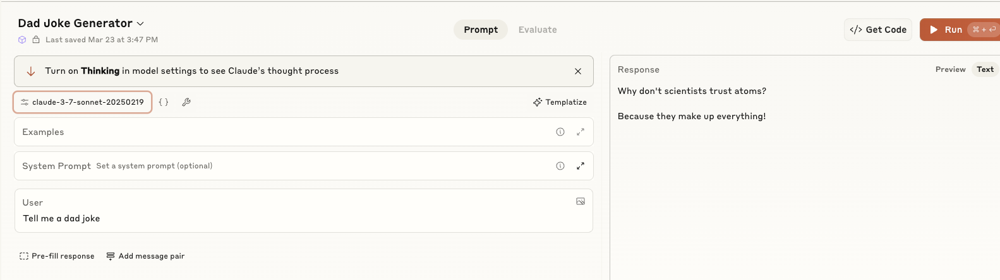 Dad Joke Generator
Last saved Mar 23 at 3:47 PM
Prompt
Evaluate
</> Get Code
Run ⌘ + ⏎
Turn on Thinking in model settings to see Claude's thought process
claude-3-7-sonnet-20250219
{ }
Templatize
Examples
System Prompt Set a system prompt (optional)
User
Tell me a dad joke
Pre-fill response
Add message pair
Response
Preview
Text
Why don't scientists trust atoms?
Because they make up everything!